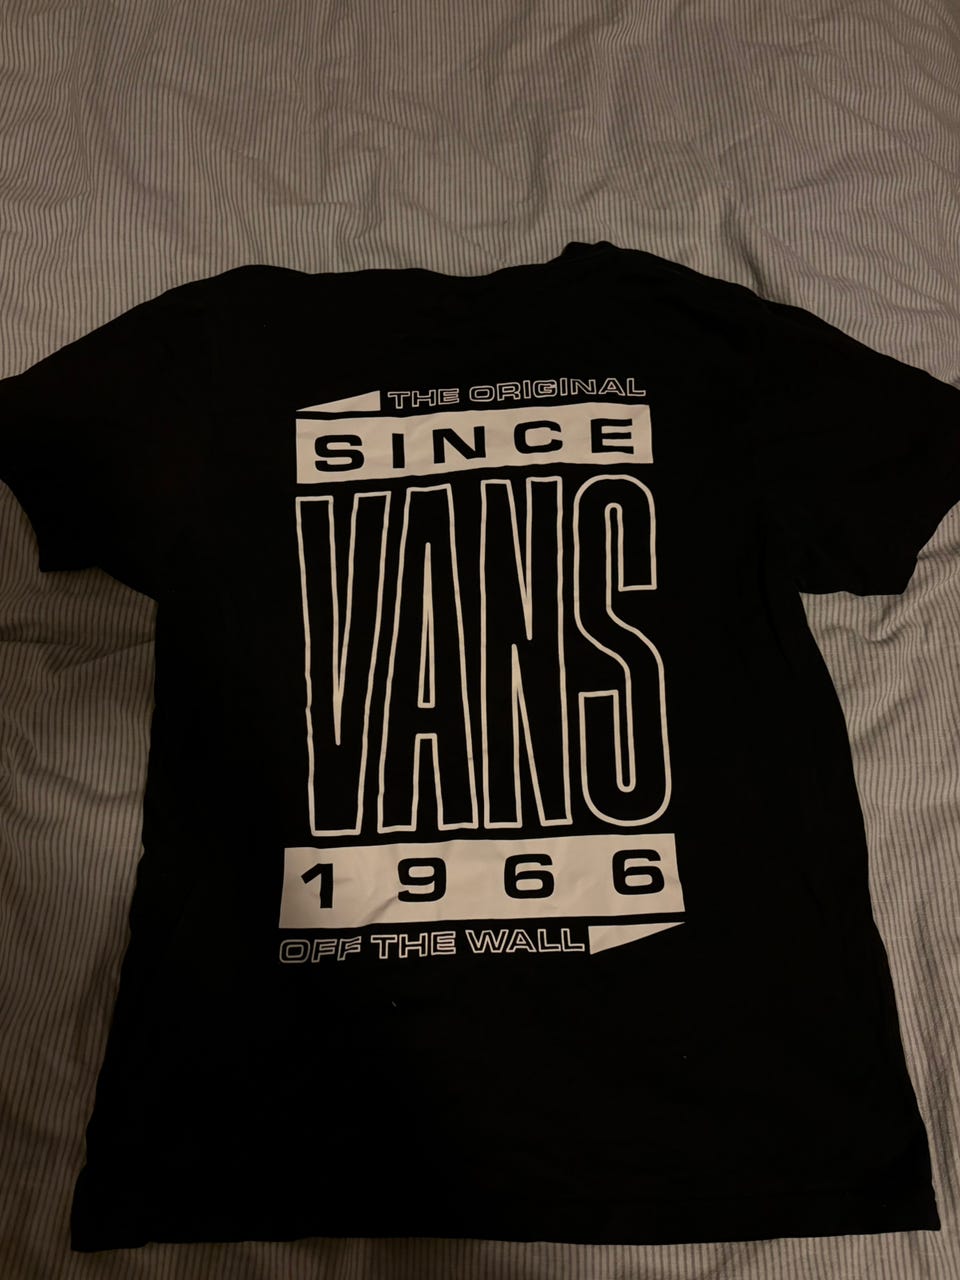 THE ORIGINAL
SINCE
VANS
1966
OFF THE WALL